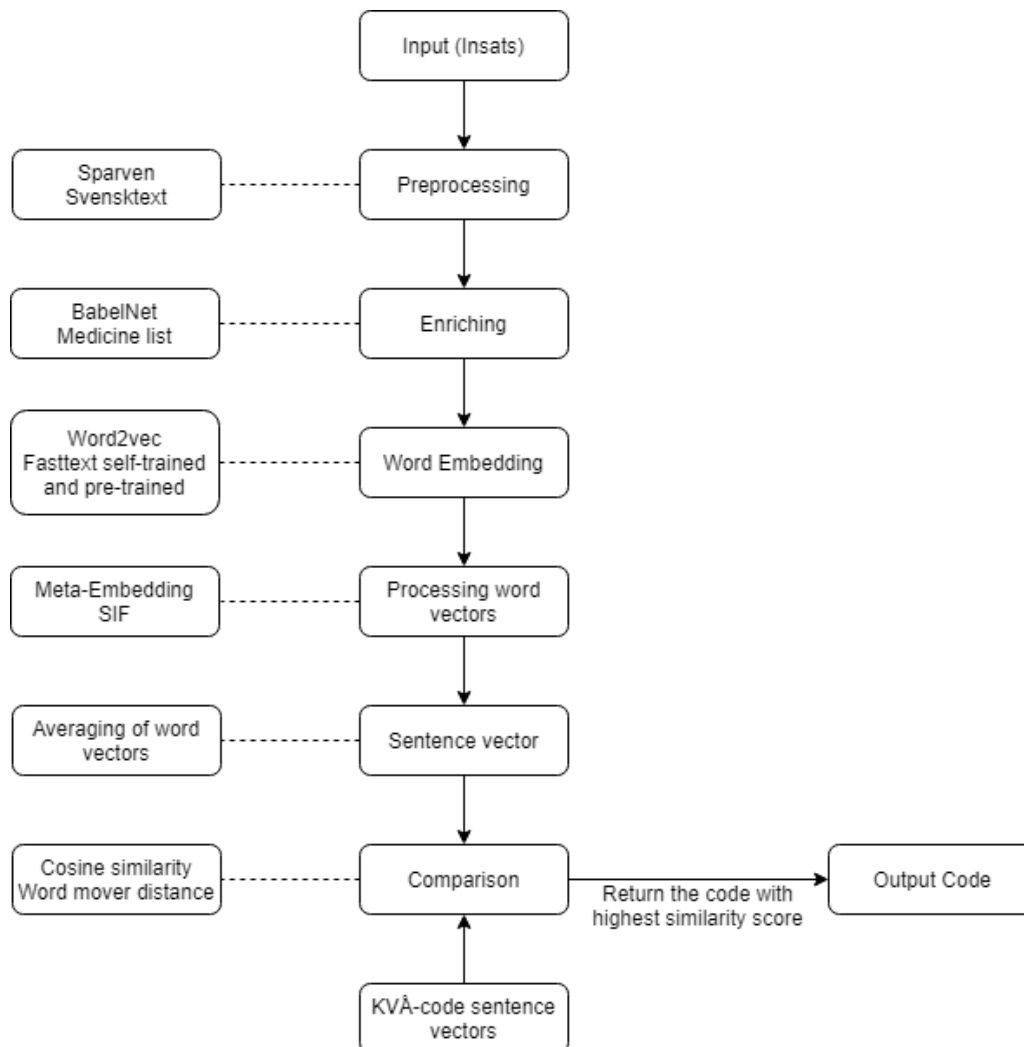 Input (Insats)
Sparven
Svensktext
Preprocessing
BabelNet
Medicine list
Enriching
Word2vec
Fasttext self-trained
and pre-trained
Word Embedding
Meta-Embedding
SIF
Processing word
vectors
Averaging of word
vectors
Sentence vector
Cosine similarity
Word mover distance
Comparison
Return the code with
highest similarity score
Output Code
KVÅ-code sentence
vectors